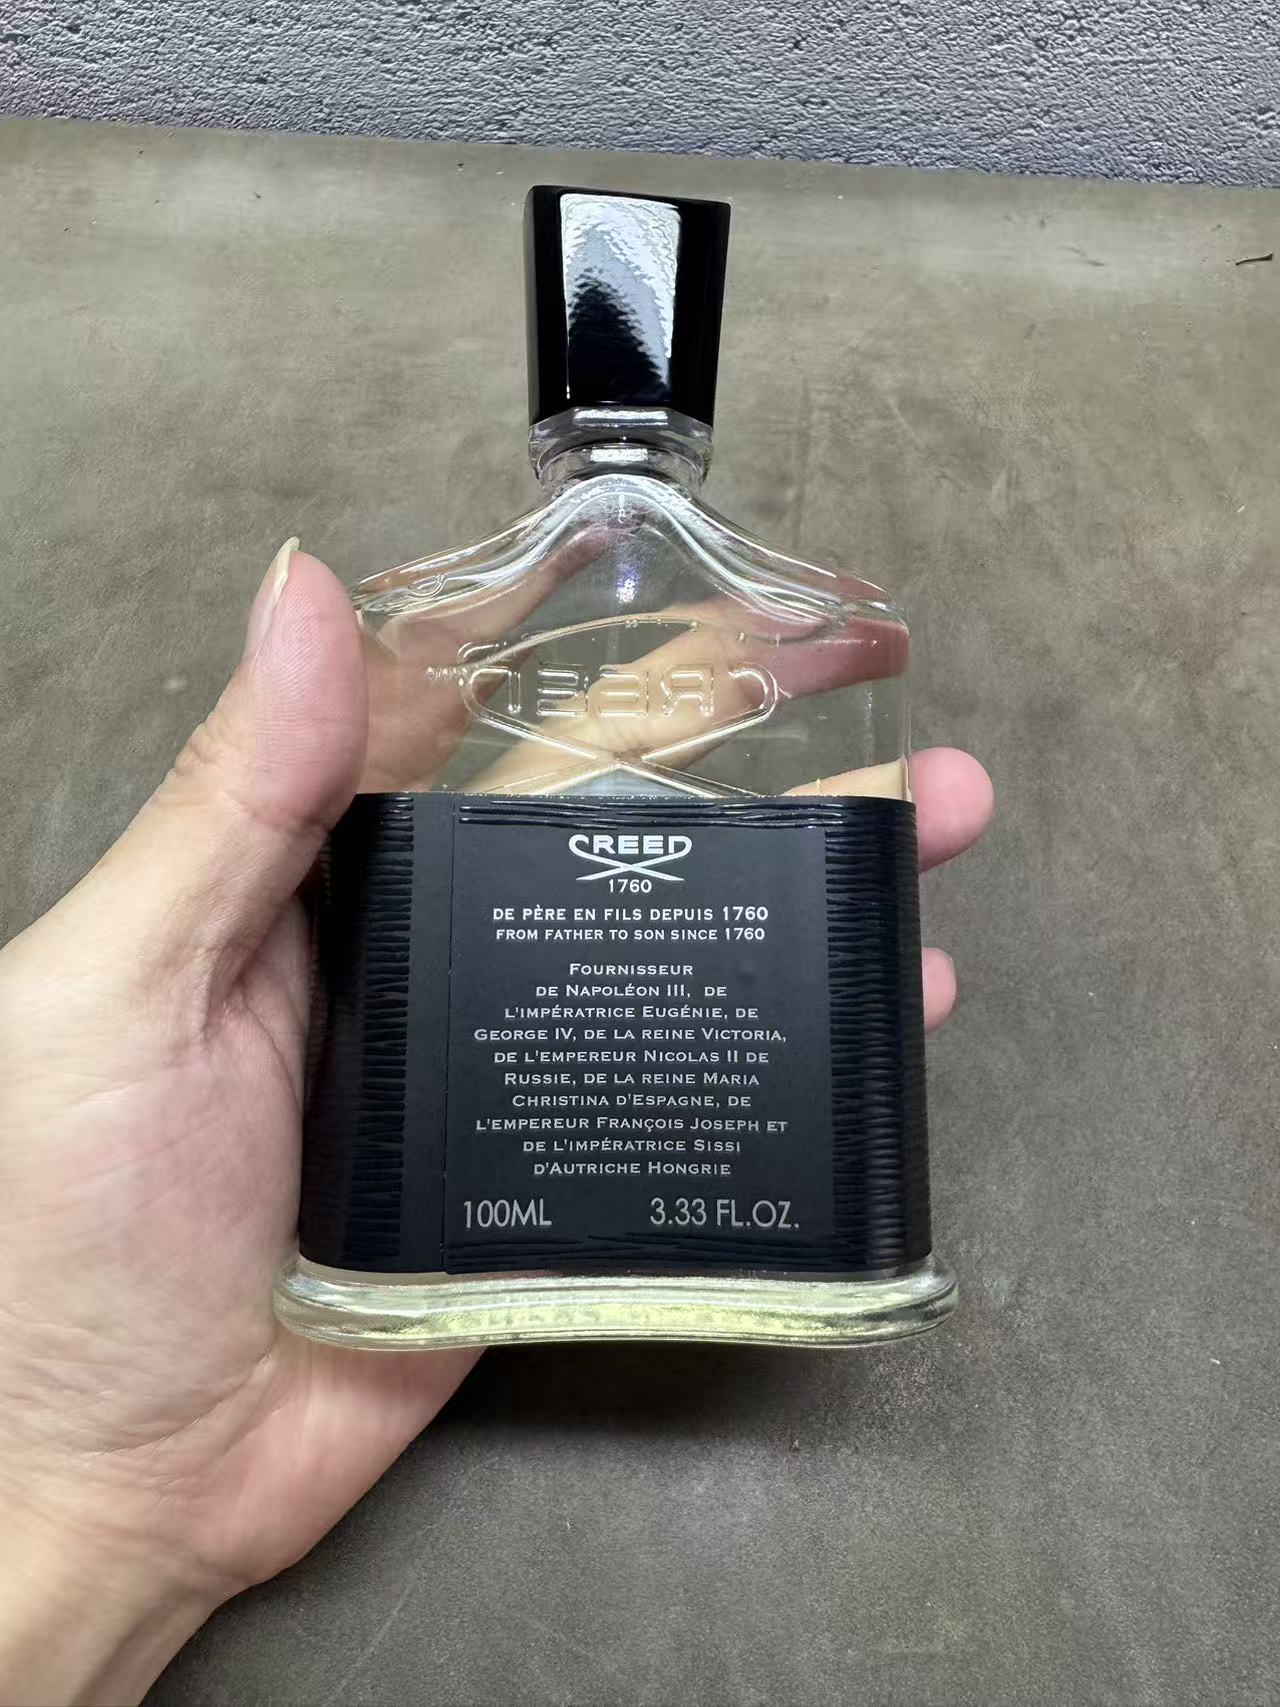 CREED
CREED
1760
DE PÈRE EN FILS DEPUIS 1760
FROM FATHER TO SON SINCE 1760
FOURNISSEUR
DE NAPOLÉON III, DE
L'IMPÉRATRICE EUGÉNIE, DE
GEORGE IV, DE LA REINE VICTORIA,
DE L'EMPEREUR NICOLAS II DE
RUSSIE, DE LA REINE MARIA
CHRISTINA D'ESPAGNE, DE
L'EMPEREUR FRANÇOIS JOSEPH ET
DE L'IMPÉRATRICE SISSI
D'AUTRICHE HONGRIE
100ML 3.33 FL.OZ.